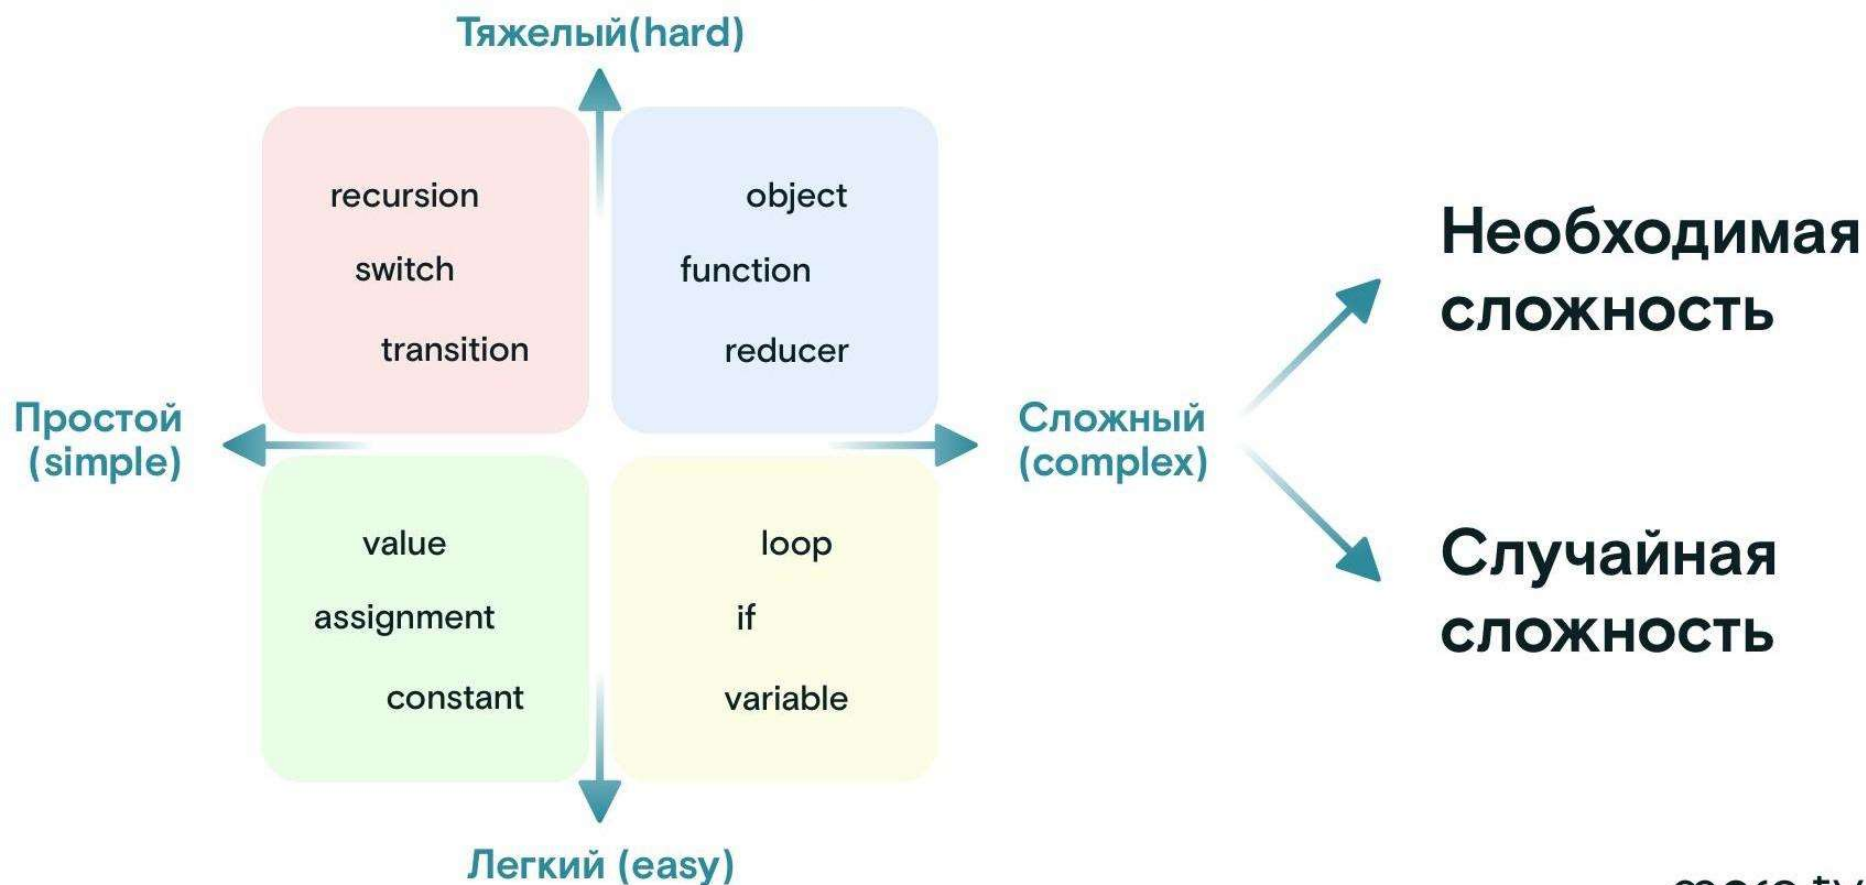 Тяжелый(hard)
recursion
switch
transition
object
function
reducer
Простой
(simple)
Сложный
(complex)
Необходимая
сложность
Случайная
сложность
value
assignment
constant
loop
if
variable
Легкий (easy)